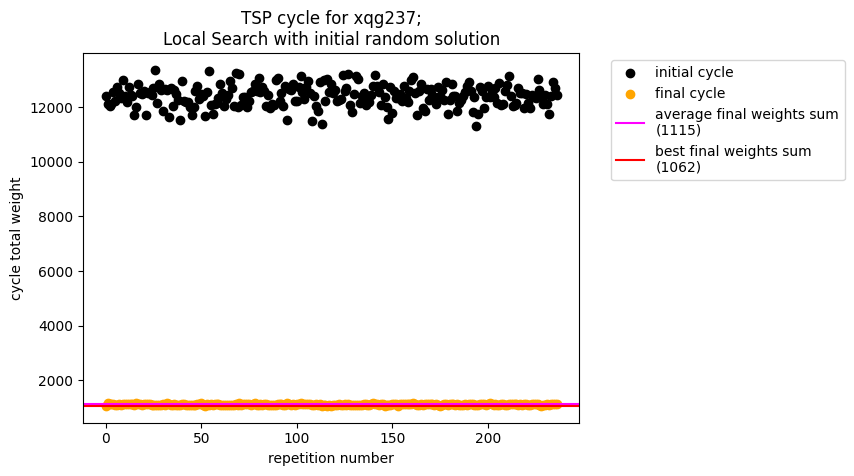 TSP cycle for xqg237;
Local Search with initial random solution
cycle total weight
12000
10000
8000
6000
4000
2000
0
50
100
150
200
repetition number
initial cycle
final cycle
average final weights sum
(1115)
best final weights sum
(1062)